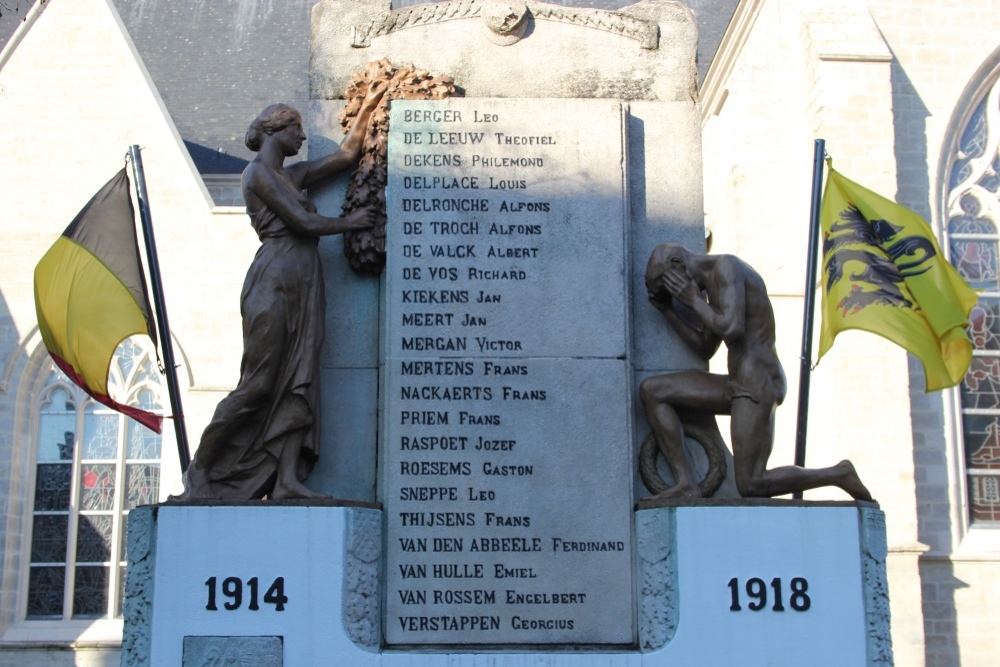 BERGER LEO
DE LEEUW THEOFIEL
DEKENS PHILEMOND
DELPLACE LOUIS
DELRONCHE ALFONS
DE TROCH ALFONS
DE VALCK ALBERT
DE VOS RICHARD
KIEKENS JAN
MEERT JAN
MERGAN VICTOR
MERTENS FRANS
NACKAERTS FRANS
PRIEM FRANS
RASPOET JOZEF
ROESEMS GASTON
SNEPPE LEO
THIJSENS FRANS
VAN DEN ABBEELE FERDINAND
VAN HULLE EMIEL
VAN ROSSEM ENGELBERT
VERSTAPPEN GEORGIUS
1914
1918